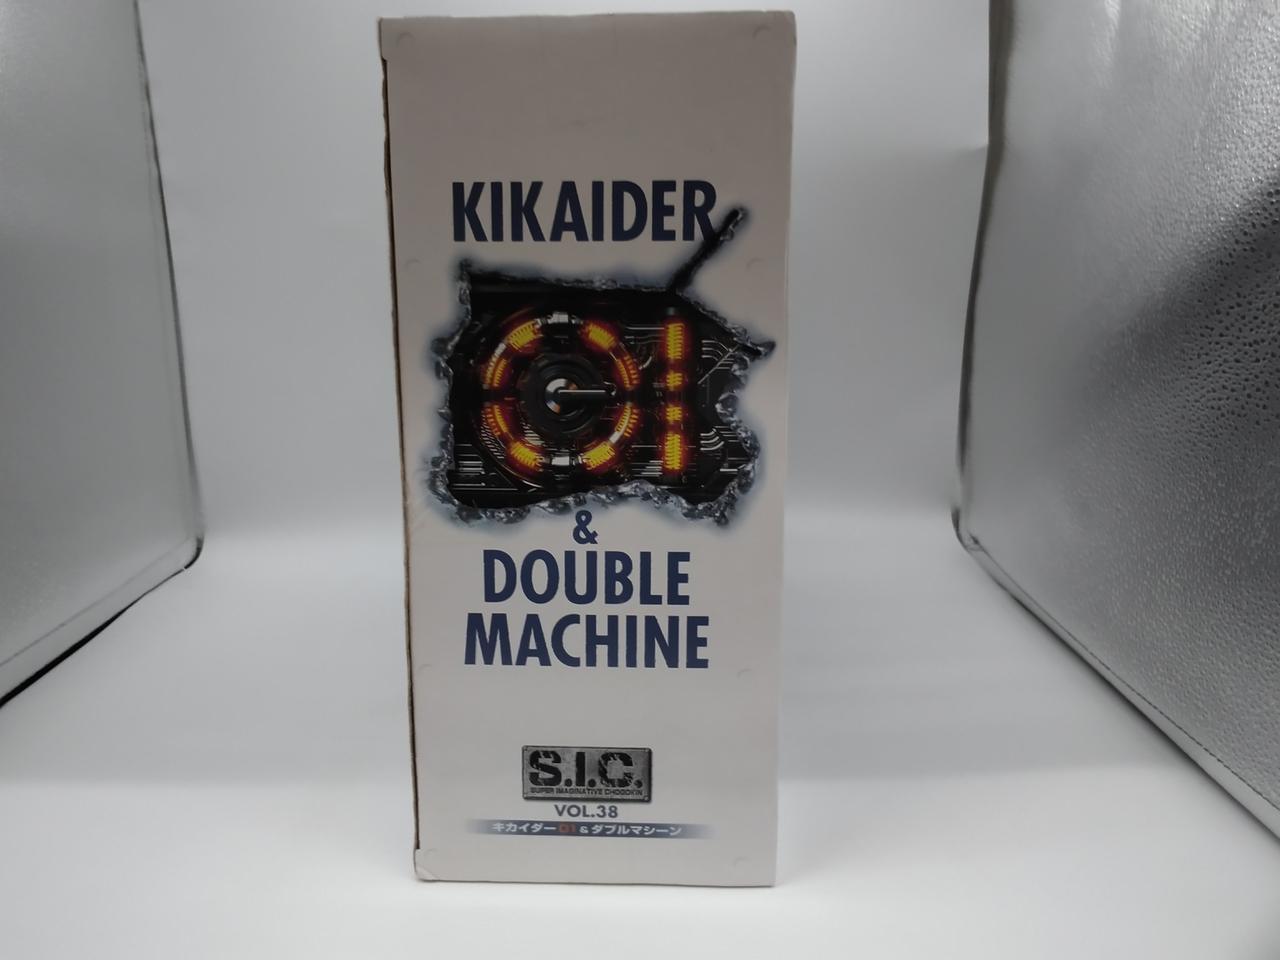 KIKAIDER
01
&
DOUBLE
MACHINE
S.I.C.
SUPER IMAGINATIVE CHOGOKIN
VOL.38
キカイダー01&ダブルマシーン